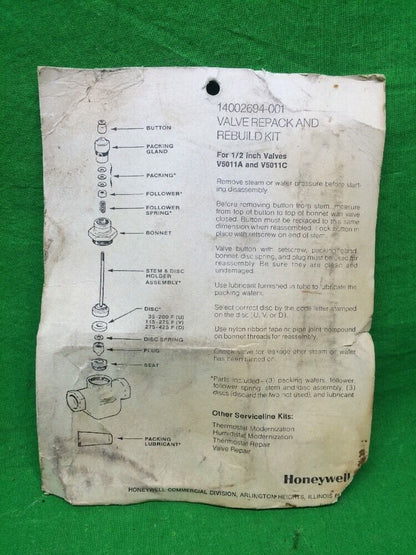 14002694-001
VALVE REPACK AND
REBUILD KIT
For 1/2 inch Valves
V5011A and V5011C
Remove steam or water pressure before start-
ing disassembly.
Before removing button from stem, measure
from top of button to top of bonnet with valve
closed. Button must be replaced to this same
dimension when reassembled. Lock button in
place with setscrew on end of stem.
Valve button with setscrew, packing gland,
bonnet, disc spring, and plug must be used for
reassembly. Be sure they are clean and
undamaged.
Use lubricant furnished in tube to lubricate the
packing wafers.
Select correct disc by the code letter stamped
on the disc (U, V, or D).
Use nylon ribbon tape or pipe joint compound
on bonnet threads for reassembly.
Check valve for leakage after steam or water
has been turned on.
*Parts included - (3) packing wafers, follower,
follower spring, stem and disc assembly, (3)
discs (discard the two not used), and lubricant.
Other Serviceline Kits:
Thermostat Modernization
Humidistat Modernization
Thermostat Repair
Valve Repair
BUTTON
PACKING
GLAND
PACKING*
FOLLOWER*
FOLLOWER
SPRING*
BONNET
STEM & DISC
HOLDER
ASSEMBLY*
DISC*
35-200 F (U)
115-275 F (V)
275-425 F (D)
DISC SPRING
PLUG
SEAT
PACKING
LUBRICANT*
Honeywell
HONEYWELL COMMERCIAL DIVISION, ARLINGTON HEIGHTS, ILLINOIS